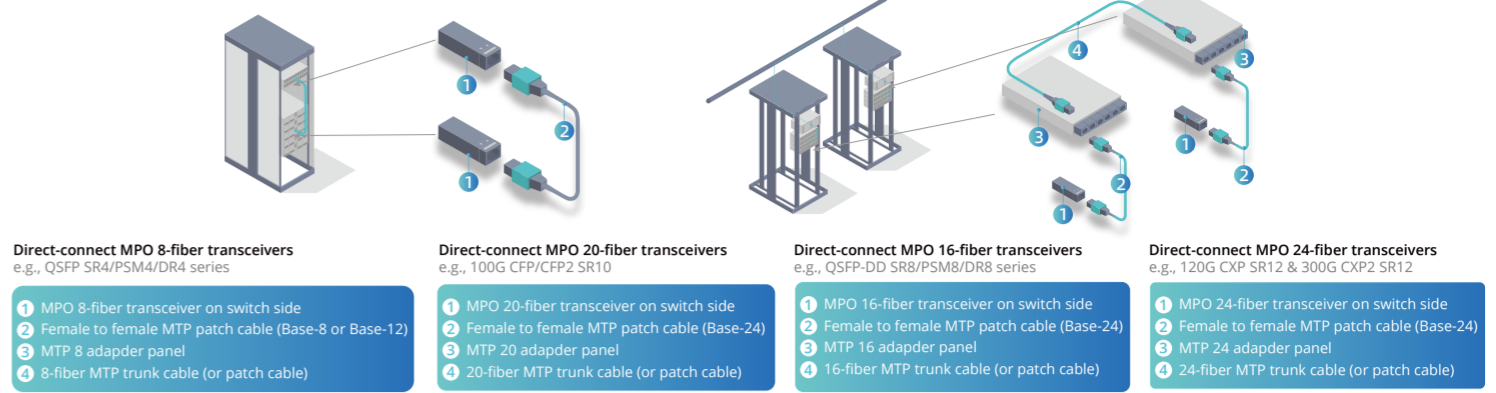 1
1
2
4
3
3
1
2
2
1
Direct-connect MPO 8-fiber transceivers
e.g., QSFP SR4/PSM4/DR4 series
1 MPO 8-fiber transceiver on switch side
2 Female to female MTP patch cable (Base-8 or Base-12)
3 MTP 8 adapder panel
4 8-fiber MTP trunk cable (or patch cable)
Direct-connect MPO 20-fiber transceivers
e.g., 100G CFP/CFP2 SR10
1 MPO 20-fiber transceiver on switch side
2 Female to female MTP patch cable (Base-24)
3 MTP 20 adapder panel
4 20-fiber MTP trunk cable (or patch cable)
Direct-connect MPO 16-fiber transceivers
e.g., QSFP-DD SR8/PSM8/DR8 series
1 MPO 16-fiber transceiver on switch side
2 Female to female MTP patch cable (Base-24)
3 MTP 16 adapder panel
4 16-fiber MTP trunk cable (or patch cable)
Direct-connect MPO 24-fiber transceivers
e.g., 120G CXP SR12 & 300G CXP2 SR12
1 MPO 24-fiber transceiver on switch side
2 Female to female MTP patch cable (Base-24)
3 MTP 24 adapder panel
4 24-fiber MTP trunk cable (or patch cable)